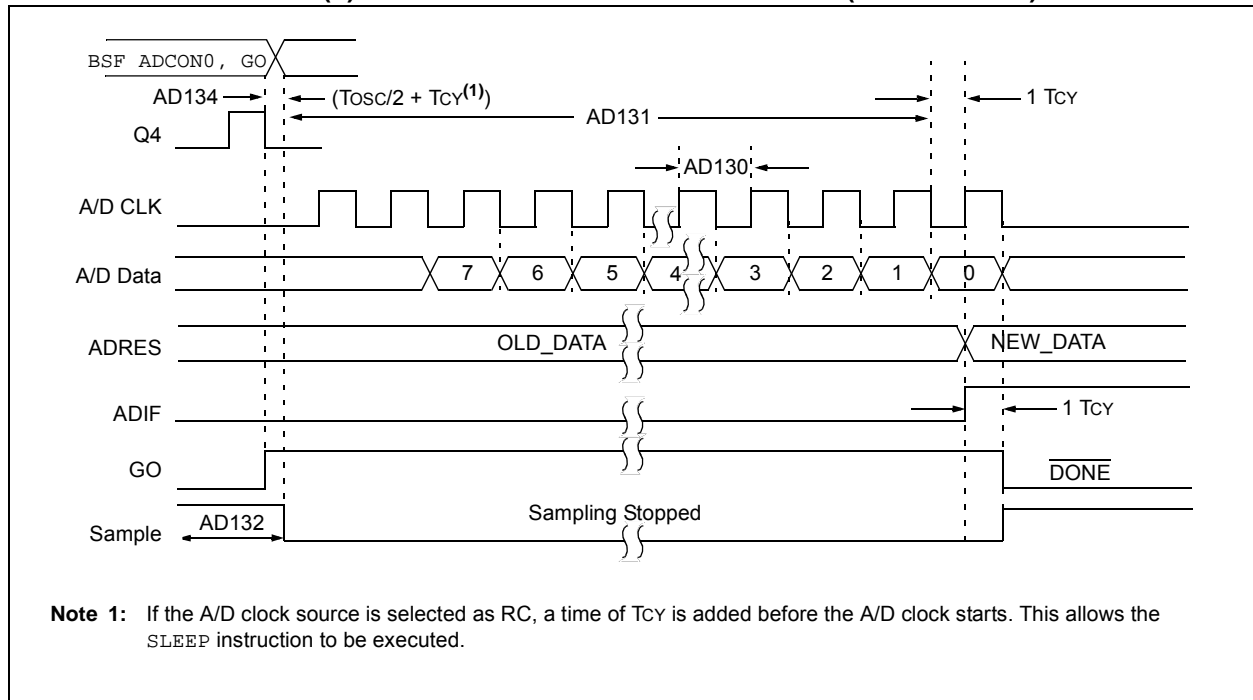 BSF ADCON0, GO
AD134 (TOSC/2 + TCY(1)) 1 TCY
AD131
Q4
AD130
A/D CLK
A/D Data 7 6 5 4 3 2 1 0
ADRES OLD_DATA NEW_DATA
ADIF 1 TCY
GO DONE
Sample AD132 Sampling Stopped
Note 1: If the A/D clock source is selected as RC, a time of TCY is added before the A/D clock starts. This allows the
SLEEP instruction to be executed.